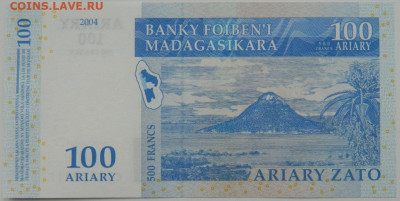 COINS.LAVE.RU
2004
BANKY FOIBEN'I
MADAGASIKARA
100
ARIARY
100
500 FRANCS
100
ARIARY
ARIARY ZATO